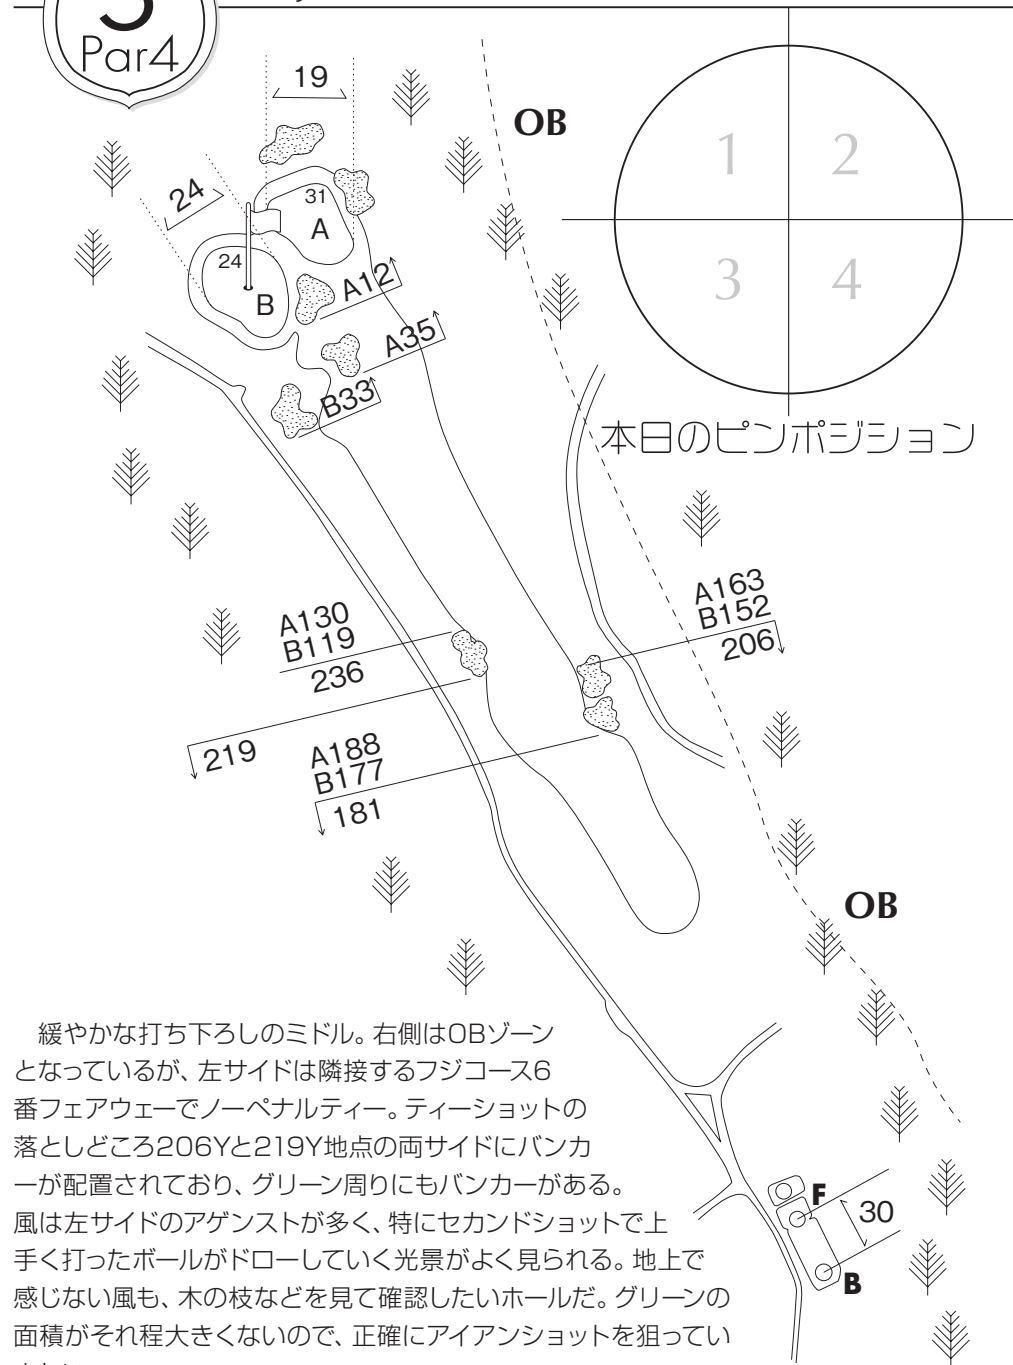 Par4
19
OB
1
2
3
4
24
31
A
24
B
A12
A35
B33
本日のピンポジション
A163
B152
206
A130
B119
236
219
A188
B177
181
OB
緩やかな打ち下ろしのミドル。右側はOBゾーン
となっているが、左サイドは隣接するフジコース6
番フェアウェーでノーペナルティー。ティーショットの
落としどころ206Yと219Y地点の両サイドにバンカ
ーが配置されており、グリーン周りにもバンカーがある。
風は左サイドのアゲンストが多く、特にセカンドショットで上
手く打ったボールがドローしていく光景がよく見られる。地上で
感じない風も、木の枝などを見て確認したいホールだ。グリーンの
面積がそれ程大きくないので、正確にアイアンショットを狙ってい
F
30
B